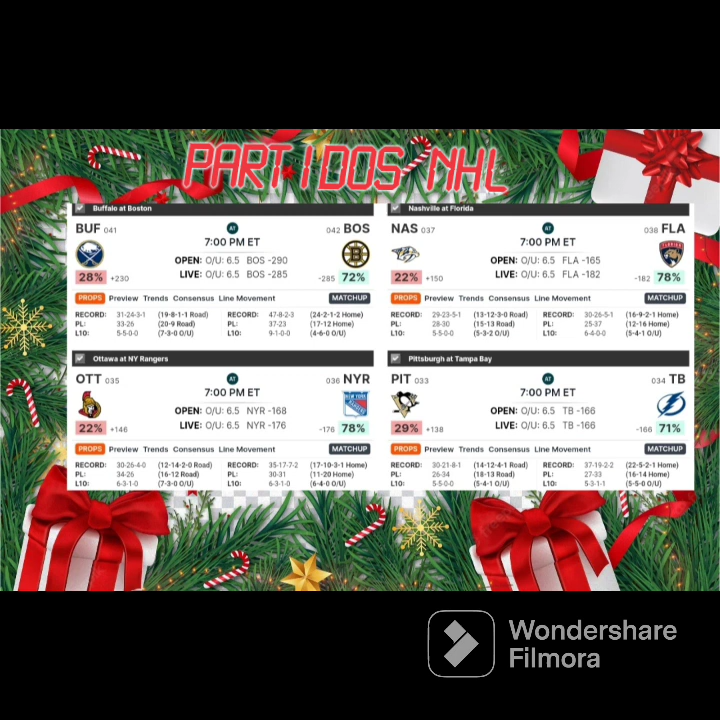 PARTIDOS NHL
Buffalo at Boston
BUF 041
AT
042 BOS
7:00 PM ET
OPEN: O/U: 6.5 BOS -290
LIVE: O/U: 6.5 BOS -285
28% +230
-285 72%
PROPS Preview Trends Consensus Line Movement MATCHUP
RECORD: 31-24-3-1 (19-8-1-1 Road) RECORD: 47-8-2-3 (24-2-1-2 Home)
PL: 33-26 (20-9 Road) PL: 37-23 (17-12 Home)
L10: 5-5-0-0 (7-3-0 O/U) L10: 9-1-0-0 (4-6-0 O/U)
Nashville at Florida
NAS 037
AT
038 FLA
7:00 PM ET
OPEN: O/U: 6.5 FLA -165
LIVE: O/U: 6.5 FLA -182
22% +150
-182 78%
FLORIDA
PROPS Preview Trends Consensus Line Movement MATCHUP
RECORD: 29-23-5-1 (13-12-3-0 Road) RECORD: 30-26-5-1 (16-9-2-1 Home)
PL: 28-30 (15-13 Road) PL: 25-37 (12-16 Home)
L10: 5-5-0-0 (5-3-2 O/U) L10: 6-4-0-0 (5-4-1 O/U)
Ottawa at NY Rangers
OTT 035
AT
036 NYR
7:00 PM ET
NEW YORK
OPEN: O/U: 6.5 NYR -168
LIVE: O/U: 6.5 NYR -176
22% +146
-176 78%
PROPS Preview Trends Consensus Line Movement MATCHUP
RECORD: 30-26-4-0 (12-14-2-0 Road) RECORD: 35-17-7-2 (17-10-3-1 Home)
PL: 34-26 (16-12 Road) PL: 30-31 (11-20 Home)
L10: 6-3-1-0 (7-3-0 O/U) L10: 6-3-1-0 (6-4-0 O/U)
Pittsburgh at Tampa Bay
PIT 033
AT
034 TB
7:00 PM ET
OPEN: O/U: 6.5 TB -166
LIVE: O/U: 6.5 TB -166
29% +138
-166 71%
PROPS Preview Trends Consensus Line Movement MATCHUP
RECORD: 30-21-8-1 (14-12-4-1 Road) RECORD: 37-19-2-2 (22-5-2-1 Home)
PL: 26-34 (18-13 Road) PL: 27-33 (16-14 Home)
L10: 5-5-0-0 (5-4-1 O/U) L10: 5-3-1-1 (5-5-0 O/U)
Wondershare
Filmora